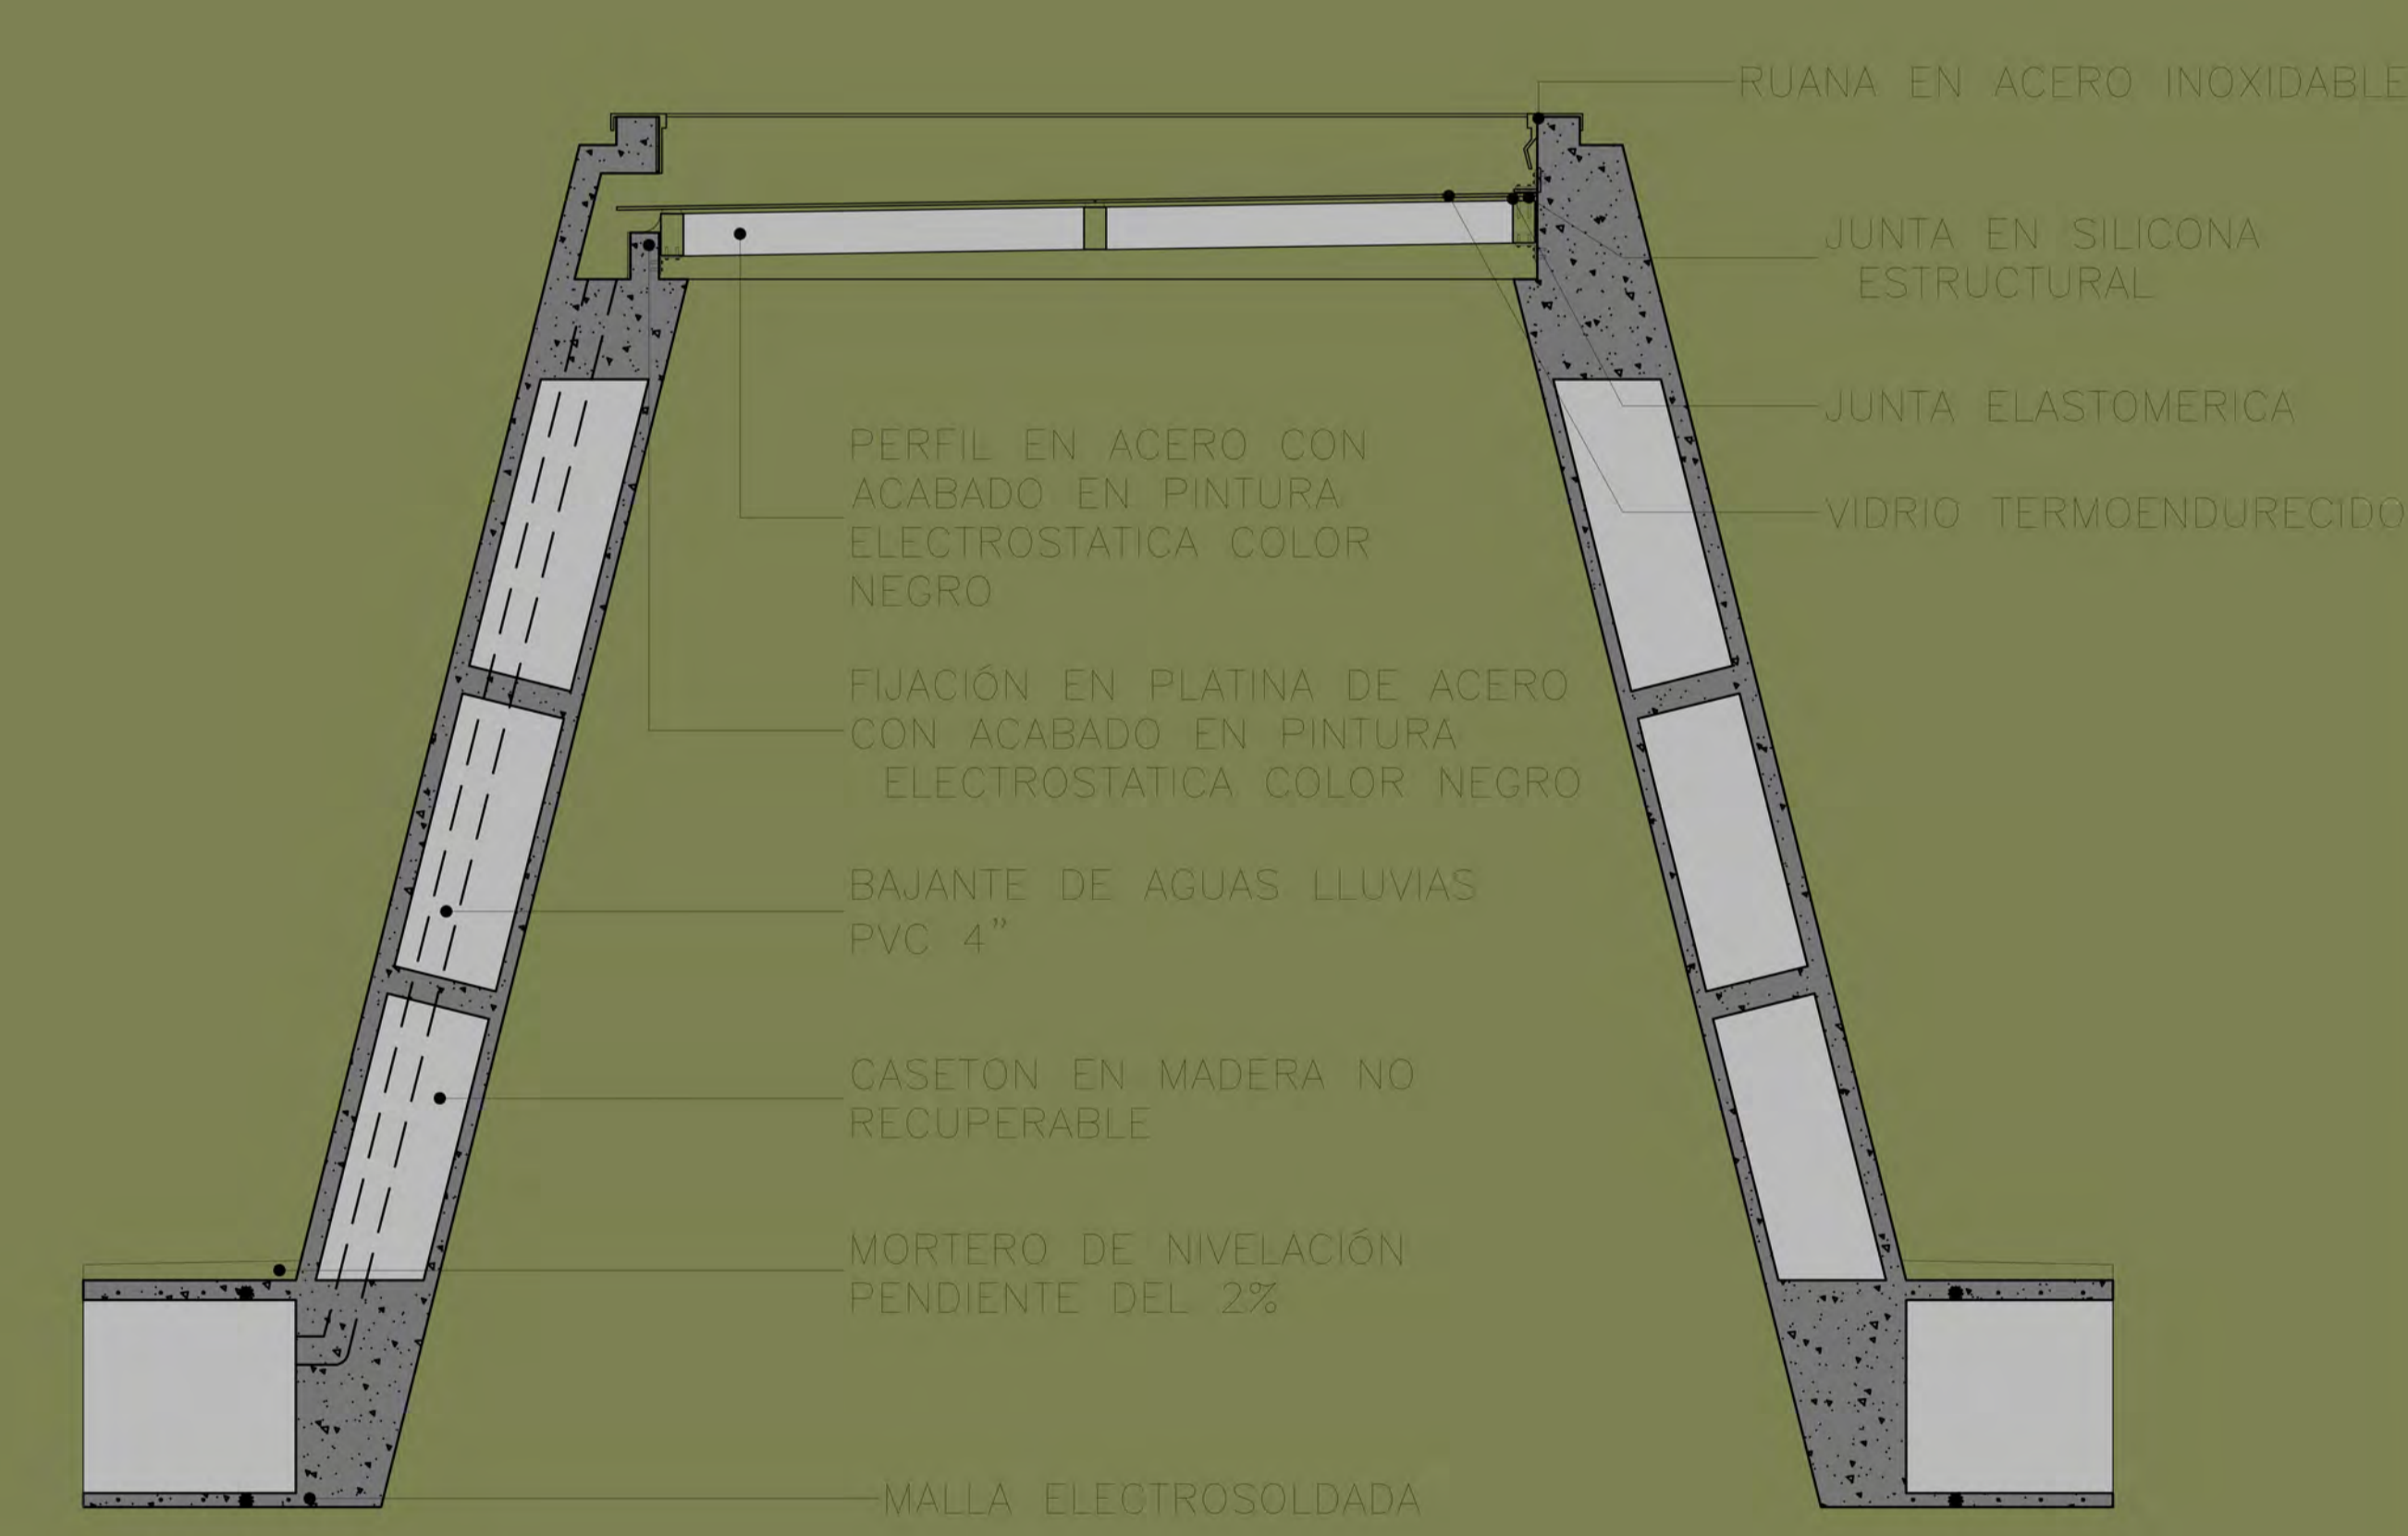 RUANA EN ACERO INOXIDABLE
JUNTA EN SILICONA
ESTRUCTURAL
JUNTA ELASTOMERICA
VIDRIO TERMOENDURECIDO
PERFIL EN ACERO CON
ACABADO EN PINTURA
ELECTROSTATICA COLOR
NEGRO
FIJACIÓN EN PLATINA DE ACERO
CON ACABADO EN PINTURA
ELECTROSTATICA COLOR NEGRO
BAJANTE DE AGUAS LLUVIAS
PVC 4”
CASETON EN MADERA NO
RECUPERABLE
MORTERO DE NIVELACIÓN
PENDIENTE DEL 2%
MALLA ELECTROSOLDADA